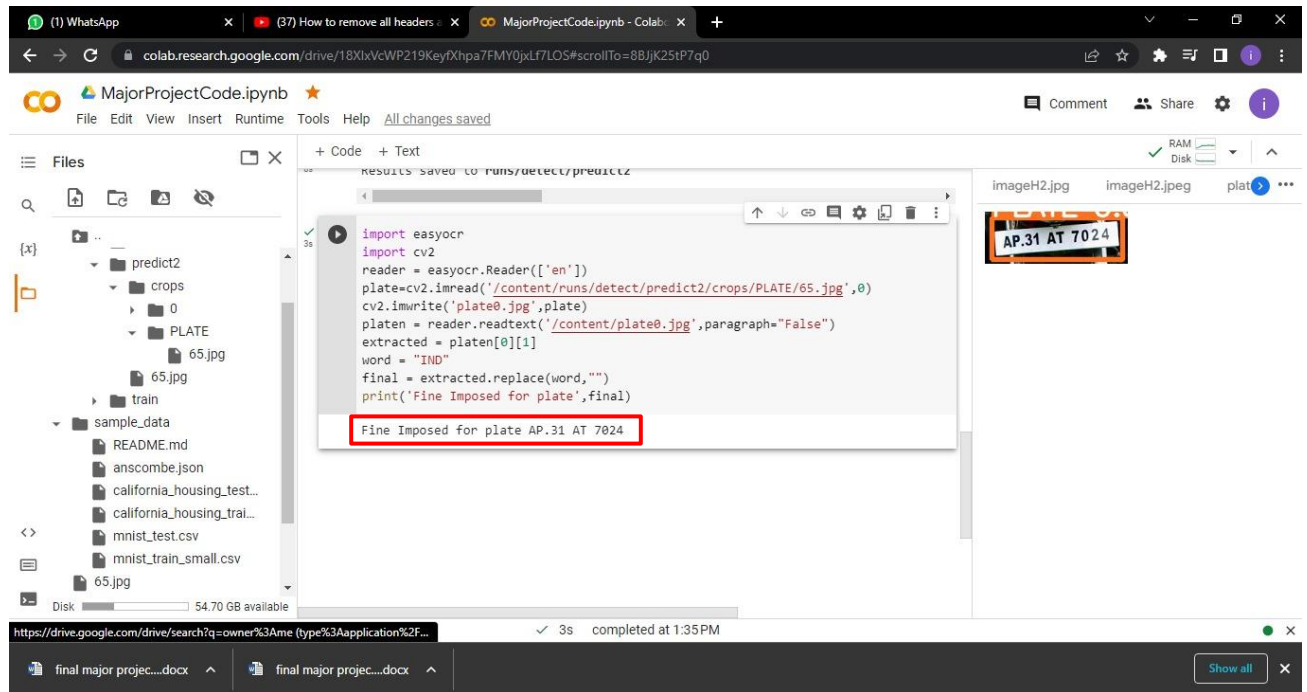 (1) WhatsApp
(37) How to remove all headers a
MajorProjectCode.ipynb - Colabo
colab.research.google.com/drive/18XIxVcWP219KeyfXhpa7FMY0jxLf7LOS#scrollTo=8BJjK25tP7q0
MajorProjectCode.ipynb
Comment
Share
i
File Edit View Insert Runtime Tools Help All changes saved
Files
+ Code + Text
RAM
Disk
Results saved to runs/detect/predict2
imageH2.jpg imageH2.jpeg plat
..
predict2
crops
0
PLATE
65.jpg
65.jpg
train
sample_data
README.md
anscombe.json
california_housing_test...
california_housing_trai...
mnist_test.csv
mnist_train_small.csv
65.jpg
Disk 54.70 GB available
{x}
3s
import easyocr
import cv2
reader = easyocr.Reader(['en'])
plate=cv2.imread('/content/runs/detect/predict2/crops/PLATE/65.jpg',0)
cv2.imwrite('plate0.jpg',plate)
platen = reader.readtext('/content/plate0.jpg',paragraph="False")
extracted = platen[0][1]
word = "IND"
final = extracted.replace(word,"")
print('Fine Imposed for plate',final)
Fine Imposed for plate AP.31 AT 7024
AP.31 AT 7024
https://drive.google.com/drive/search?q=owner%3Ame (type%3Aapplication%2F...
3s completed at 1:35 PM
final major projec....docx
final major projec....docx
Show all